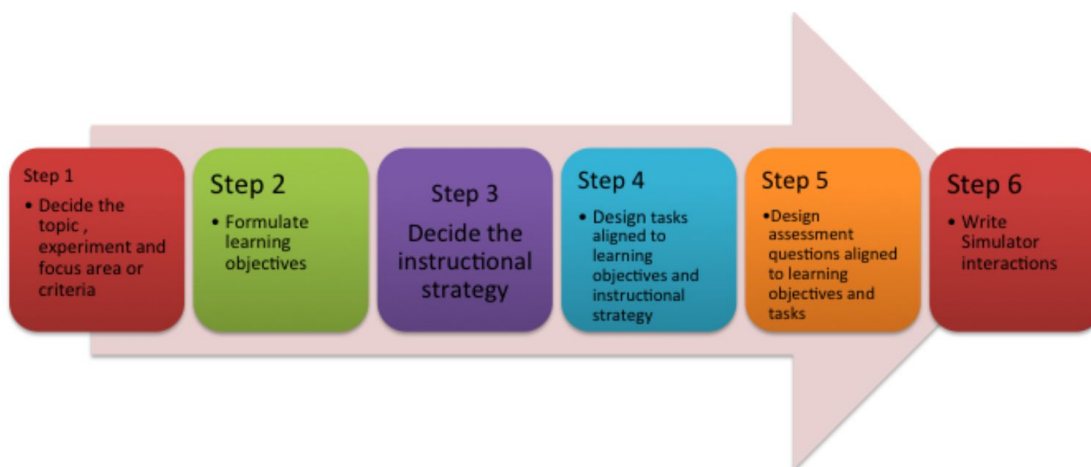 Step 1
• Decide the
topic ,
experiment and
focus area or
criteria
Step 2
• Formulate
learning
objectives
Step 3
Decide the
instructional
strategy
Step 4
• Design tasks
aligned to
learning
objectives and
instructional
strategy
Step 5
•Design
assessment
questions aligned
to learning
objectives and
tasks
Step 6
• Write
Simulator
interactions